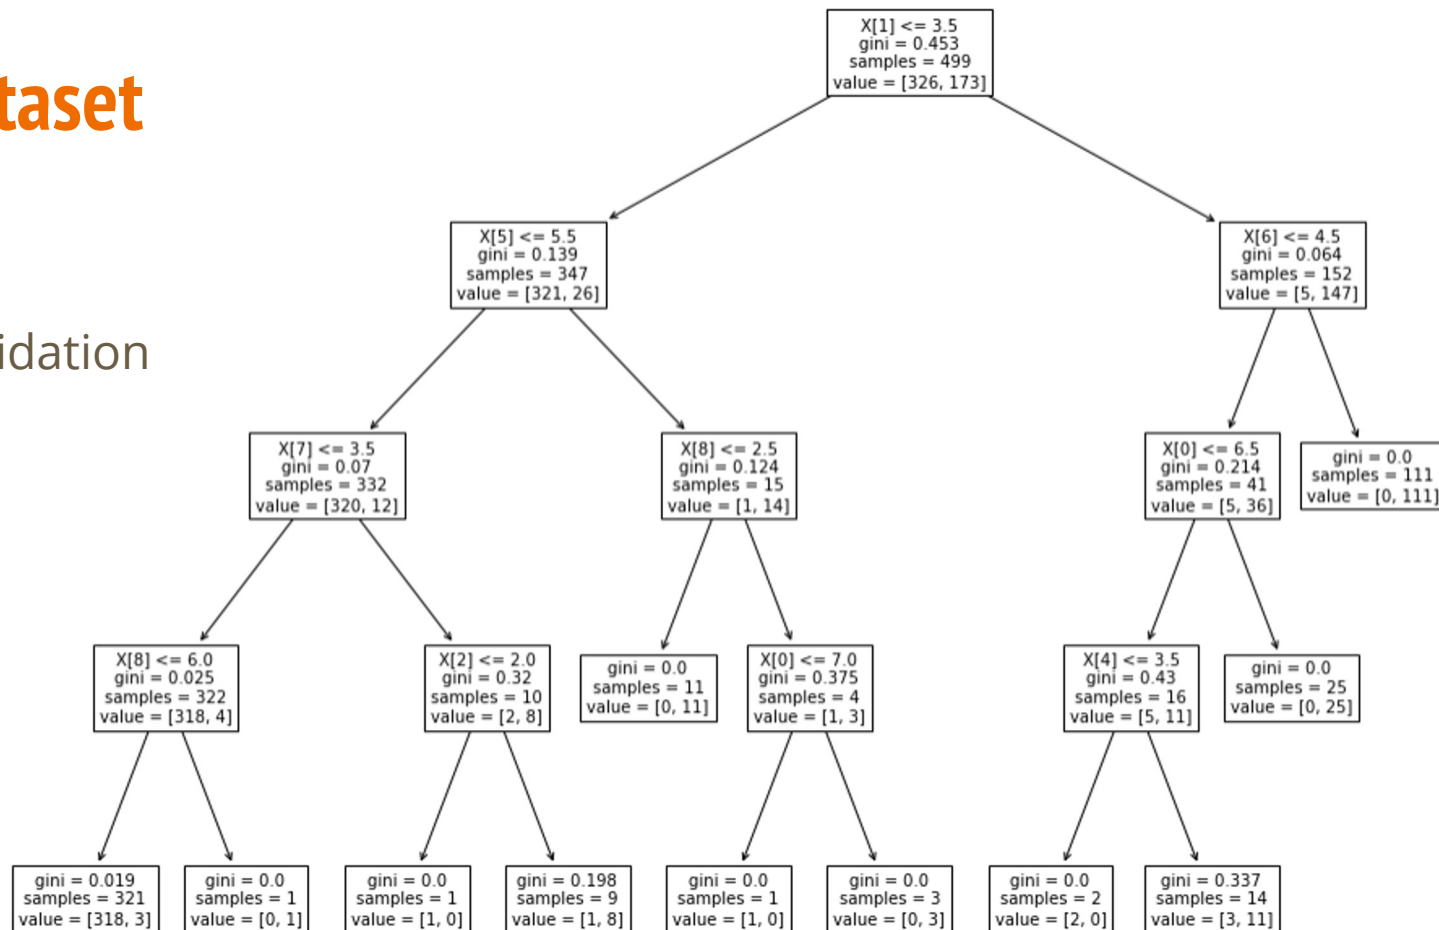 taset
idation
X[1] <= 3.5
gini = 0.453
samples = 499
value = [326, 173]
X[5] <= 5.5
gini = 0.139
samples = 347
value = [321, 26]
X[6] <= 4.5
gini = 0.064
samples = 152
value = [5, 147]
X[7] <= 3.5
gini = 0.07
samples = 332
value = [320, 12]
X[8] <= 2.5
gini = 0.124
samples = 15
value = [1, 14]
X[0] <= 6.5
gini = 0.214
samples = 41
value = [5, 36]
gini = 0.0
samples = 111
value = [0, 111]
X[8] <= 6.0
gini = 0.025
samples = 322
value = [318, 4]
X[2] <= 2.0
gini = 0.32
samples = 10
value = [2, 8]
gini = 0.0
samples = 11
value = [0, 11]
X[0] <= 7.0
gini = 0.375
samples = 4
value = [1, 3]
X[4] <= 3.5
gini = 0.43
samples = 16
value = [5, 11]
gini = 0.0
samples = 25
value = [0, 25]
gini = 0.019
samples = 321
value = [318, 3]
gini = 0.0
samples = 1
value = [0, 1]
gini = 0.0
samples = 1
value = [1, 0]
gini = 0.198
samples = 9
value = [1, 8]
gini = 0.0
samples = 1
value = [1, 0]
gini = 0.0
samples = 3
value = [0, 3]
gini = 0.0
samples = 2
value = [2, 0]
gini = 0.337
samples = 14
value = [3, 11]